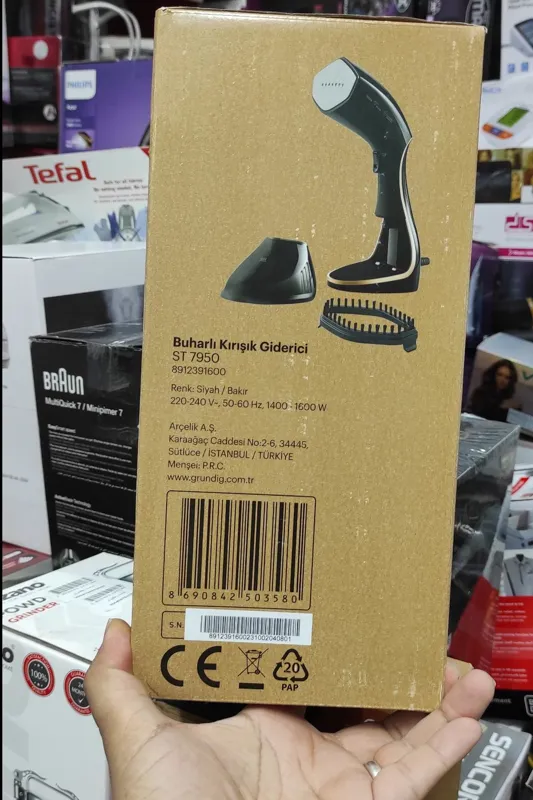 PHILIPS
Tefal
BRAUN
MultiQuick 7 / Minipimer 7
Buharlı Kırışık Giderici
ST 7950
8912391600
Renk: Siyah / Bakır
220-240 V~, 50-60 Hz, 1400 - 1600 W
Arçelik A.Ş.
Karaağaç Caddesi No:2-6, 34445,
Sütlüce / İSTANBUL / TÜRKİYE
Menşei: P.R.C.
www.grundig.com.tr
8 690842 503580
S.N.
8912391600231002040801
CE
20
PAP
GRINDER
100%
SENCOR